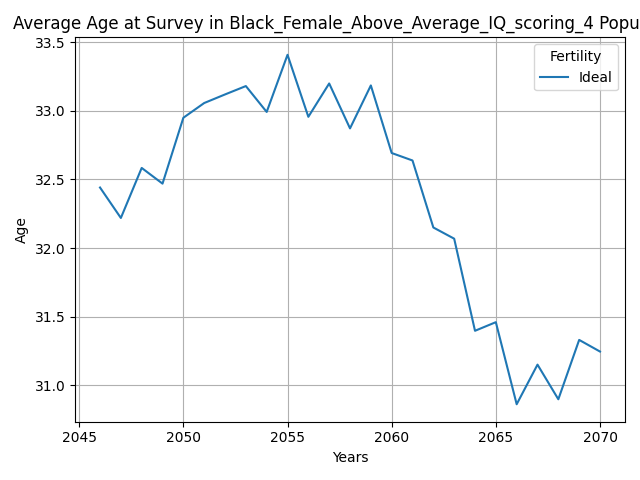 Average Age at Survey in Black_Female_Above_Average_IQ_scoring_4 Popu
33.5
33.0
32.5
32.0
31.5
31.0
Age
Fertility
Ideal
2045 2050 2055 2060 2065 2070
Years